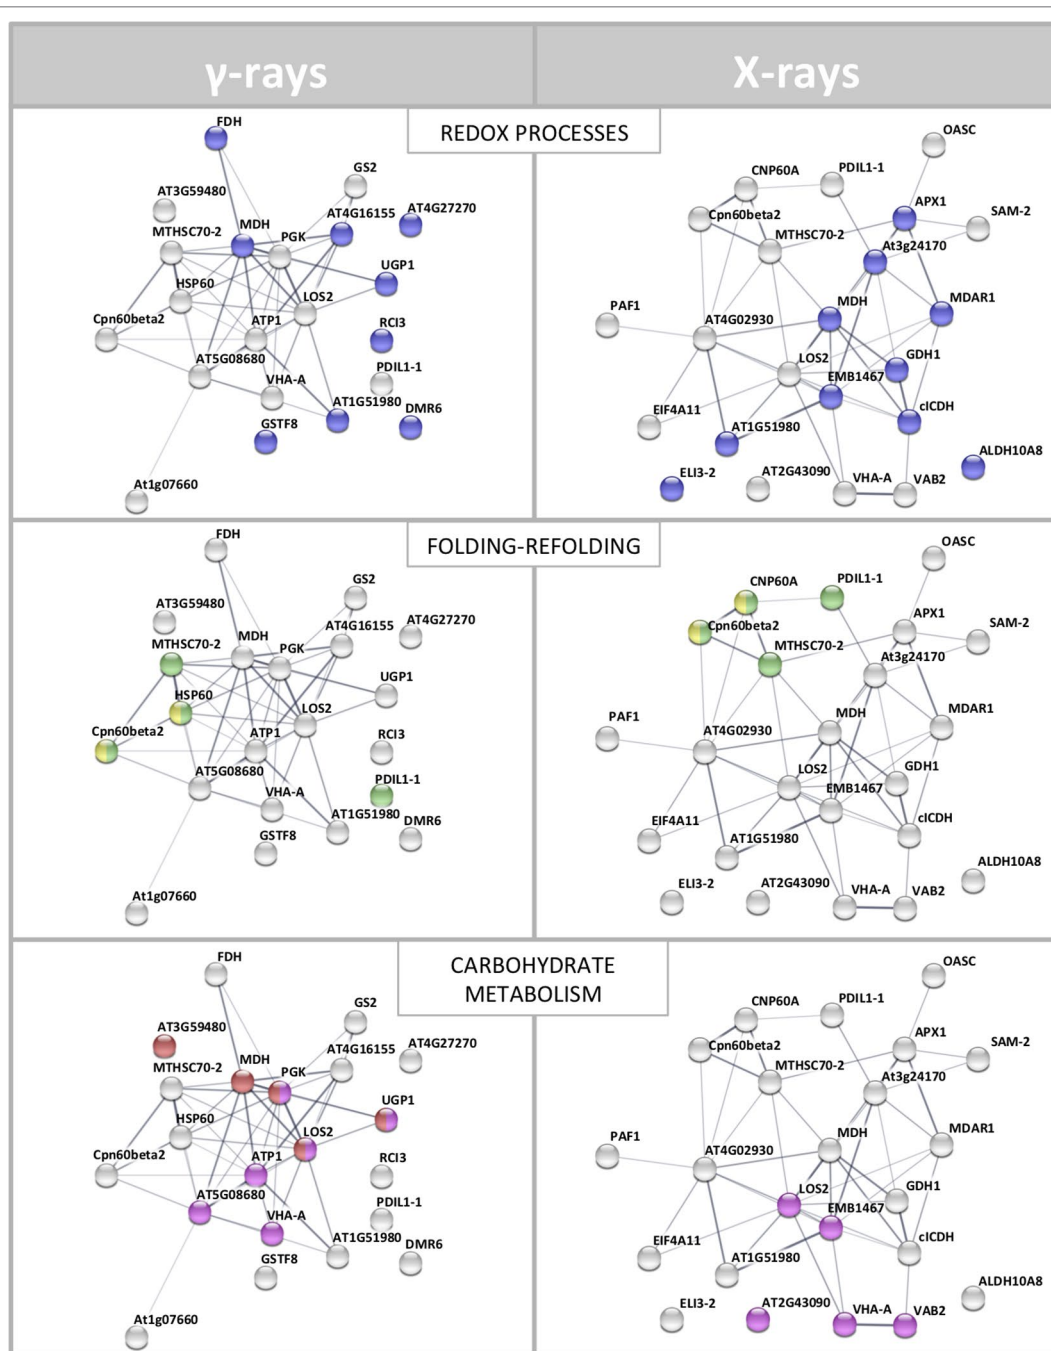 γ-rays
X-rays
REDOX PROCESSES
FDH
GS2
AT3G59480
AT4G16155
AT4G27270
MTHSC70-2
MDH
PGK
UGP1
HSP60
LOS2
Cpn60beta2
ATP1
RCI3
AT5G08680
PDIL1-1
VHA-A
AT1G51980
DMR6
GSTF8
At1g07660
OASC
CNP60A
PDIL1-1
APX1
Cpn60beta2
SAM-2
MTHSC70-2
At3g24170
PAF1
MDH
MDAR1
AT4G02930
LOS2
GDH1
EMB1467
EIF4A11
cICDH
AT1G51980
ALDH10A8
ELI3-2
AT2G43090
VHA-A
VAB2
FOLDING-REFOLDING
FDH
GS2
AT3G59480
AT4G16155
AT4G27270
MTHSC70-2
MDH
PGK
UGP1
HSP60
LOS2
Cpn60beta2
ATP1
RCI3
AT5G08680
PDIL1-1
VHA-A
AT1G51980
DMR6
GSTF8
At1g07660
OASC
CNP60A
PDIL1-1
APX1
Cpn60beta2
SAM-2
MTHSC70-2
At3g24170
PAF1
MDH
MDAR1
AT4G02930
LOS2
GDH1
EMB1467
EIF4A11
cICDH
AT1G51980
ALDH10A8
ELI3-2
AT2G43090
VHA-A
VAB2
CARBOHYDRATE
METABOLISM
FDH
GS2
AT3G59480
AT4G16155
AT4G27270
MTHSC70-2
MDH
PGK
UGP1
HSP60
LOS2
Cpn60beta2
ATP1
RCI3
AT5G08680
PDIL1-1
VHA-A
AT1G51980
DMR6
GSTF8
At1g07660
OASC
CNP60A
PDIL1-1
APX1
Cpn60beta2
SAM-2
MTHSC70-2
At3g24170
PAF1
MDH
MDAR1
AT4G02930
LOS2
GDH1
EMB1467
EIF4A11
cICDH
AT1G51980
ALDH10A8
ELI3-2
AT2G43090
VHA-A
VAB2